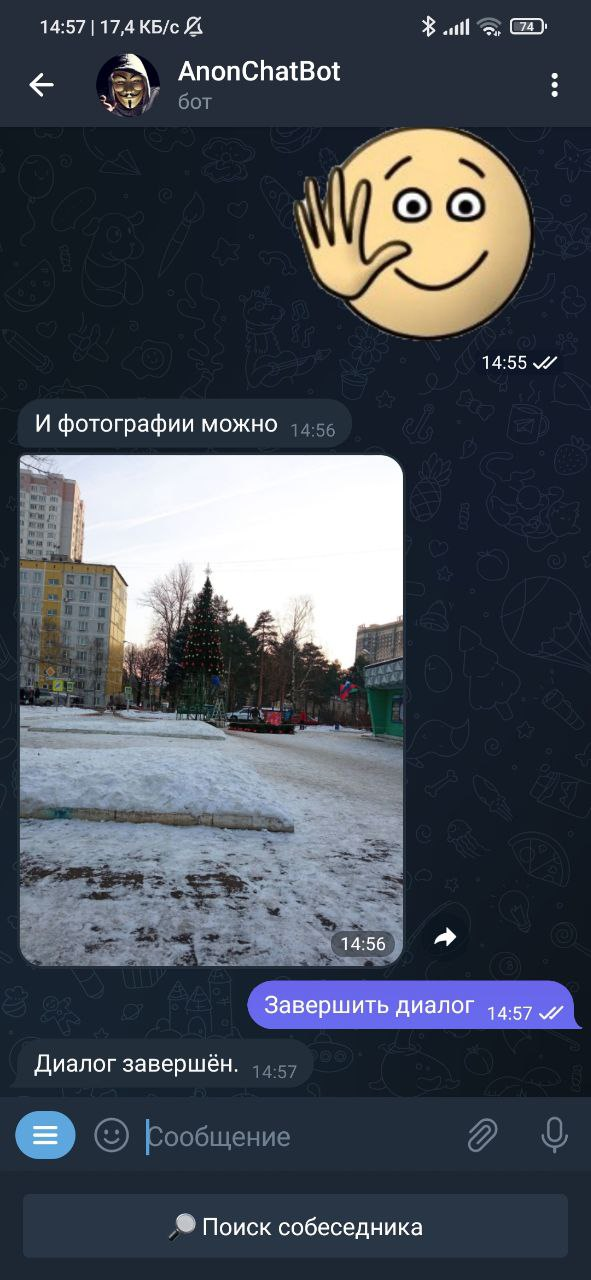 14:57 | 17,4 КБ/с
74
AnonChatBot
бот
14:55
И фотографии можно 14:56
14:56
Завершить диалог 14:57
Диалог завершён. 14:57
Сообщение
Поиск собеседника